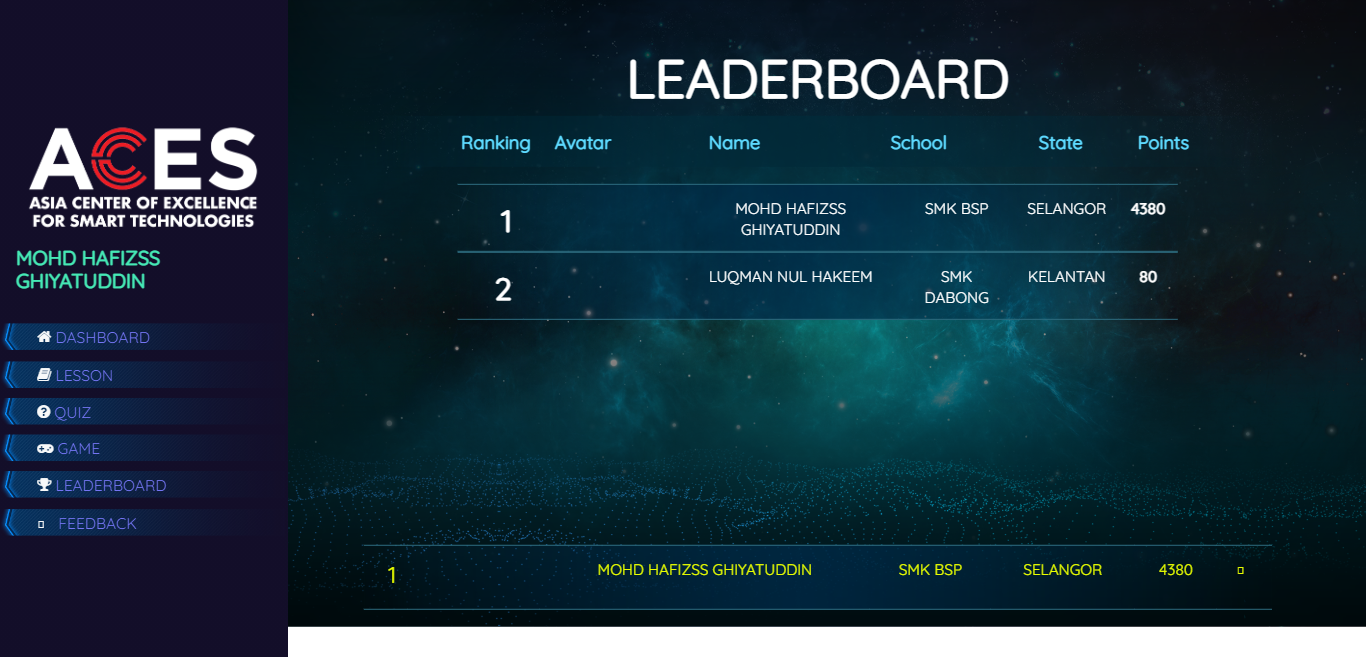 ACES
ASIA CENTER OF EXCELLENCE
FOR SMART TECHNOLOGIES
MOHD HAFIZSS
GHIYATUDDIN
DASHBOARD
LESSON
QUIZ
GAME
LEADERBOARD
FEEDBACK
LEADERBOARD
Ranking Avatar Name School State Points
1 MOHD HAFIZSS SMK BSP SELANGOR 4380
GHIYATUDDIN
2 LUQMAN NUL HAKEEM SMK KELANTAN 80
DABONG
1 MOHD HAFIZSS GHIYATUDDIN SMK BSP SELANGOR 4380